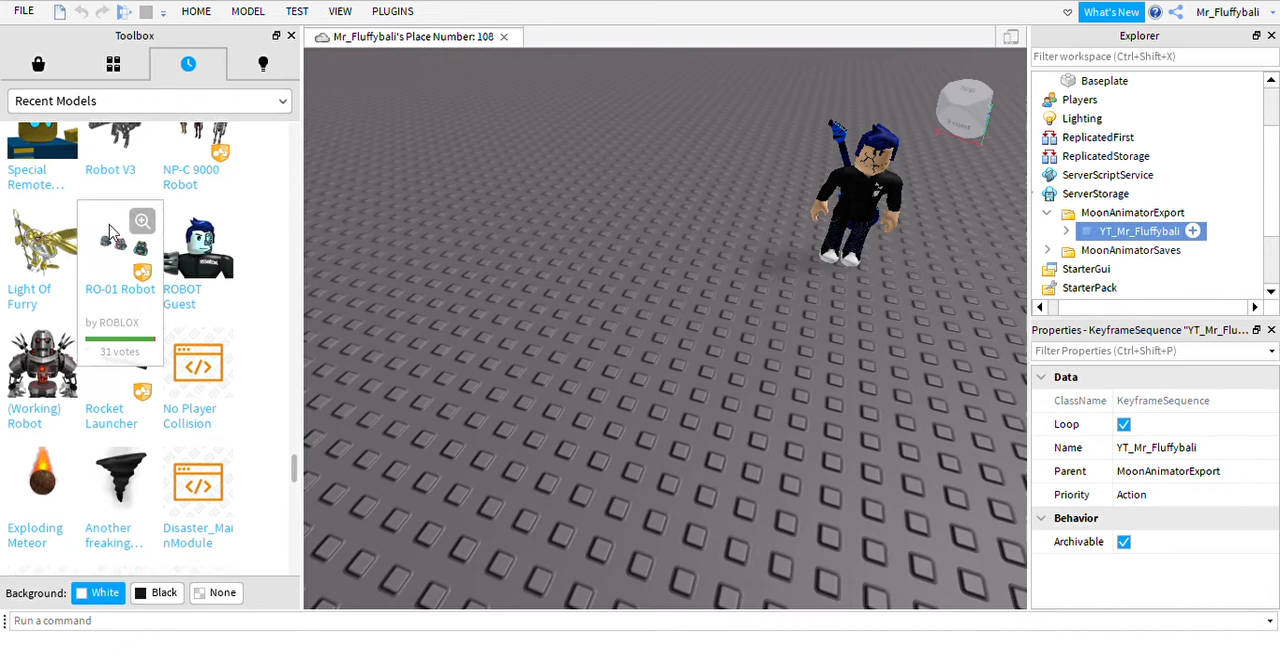 FILE HOME MODEL TEST VIEW PLUGINS What's New Mr_Fluffybali
Toolbox
Recent Models
Special Remote...
Robot V3
NP-C 9000 Robot
Light Of Furry
RO-01 Robot
by ROBLOX
31 votes
ROBOT Guest
(Working) Robot
Rocket Launcher
No Player Collision
Exploding Meteor
Another freaking...
Disaster_MainModule
Background: White Black None
Run a command
Mr_Fluffybali's Place Number: 108
Top
Front
ROBLOX
Explorer
Filter workspace (Ctrl+Shift+X)
Baseplate
Players
Lighting
ReplicatedFirst
ReplicatedStorage
ServerScriptService
ServerStorage
MoonAnimatorExport
YT_Mr_Fluffybali
MoonAnimatorSaves
StarterGui
StarterPack
Properties - KeyframeSequence "YT_Mr_Flu...
Filter Properties (Ctrl+Shift+P)
Data
ClassName KeyframeSequence
Loop
Name YT_Mr_Fluffybali
Parent MoonAnimatorExport
Priority Action
Behavior
Archivable